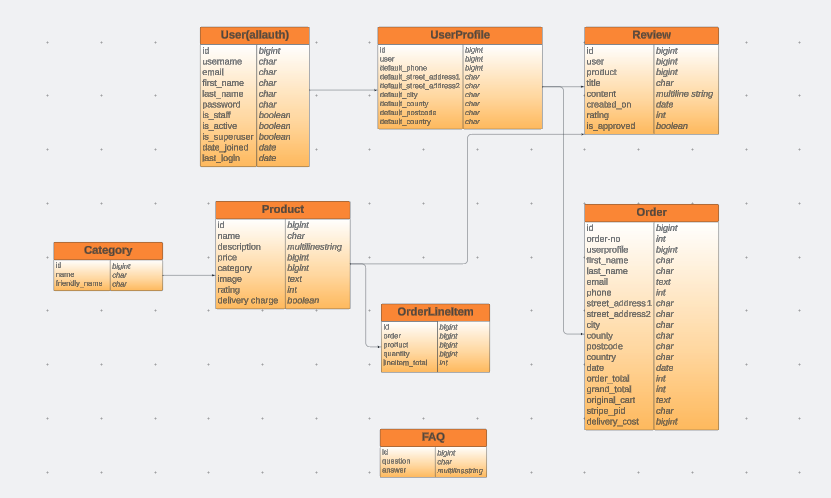 User(allauth)
id bigint
username char
email char
first_name char
last_name char
password char
is_staff boolean
is_active boolean
is_superuser boolean
date_joined date
last_login date
UserProfile
id bigint
user bigint
default_phone bigint
default_street_address1 char
default_street_address2 char
default_city char
default_county char
default_postcode char
default_country char
Review
id bigint
user bigint
product bigint
title char
content multiline string
created_on date
rating int
is_approved boolean
Product
id bigint
name char
description multilinestring
price bigint
category bigint
image text
rating int
delivery charge boolean
Category
id bigint
name char
friendly_name char
Order
id bigint
order-no int
userprofile bigint
first_name char
last_name char
email text
phone int
street_address1 char
street_address2 char
city char
county char
postcode char
country char
date date
order_total int
grand_total int
original_cart text
stripe_pid char
delivery_cost bigint
OrderLineItem
id bigint
order bigint
product bigint
quantity bigint
lineitem_total int
FAQ
id bigint
question char
answer multilinestring